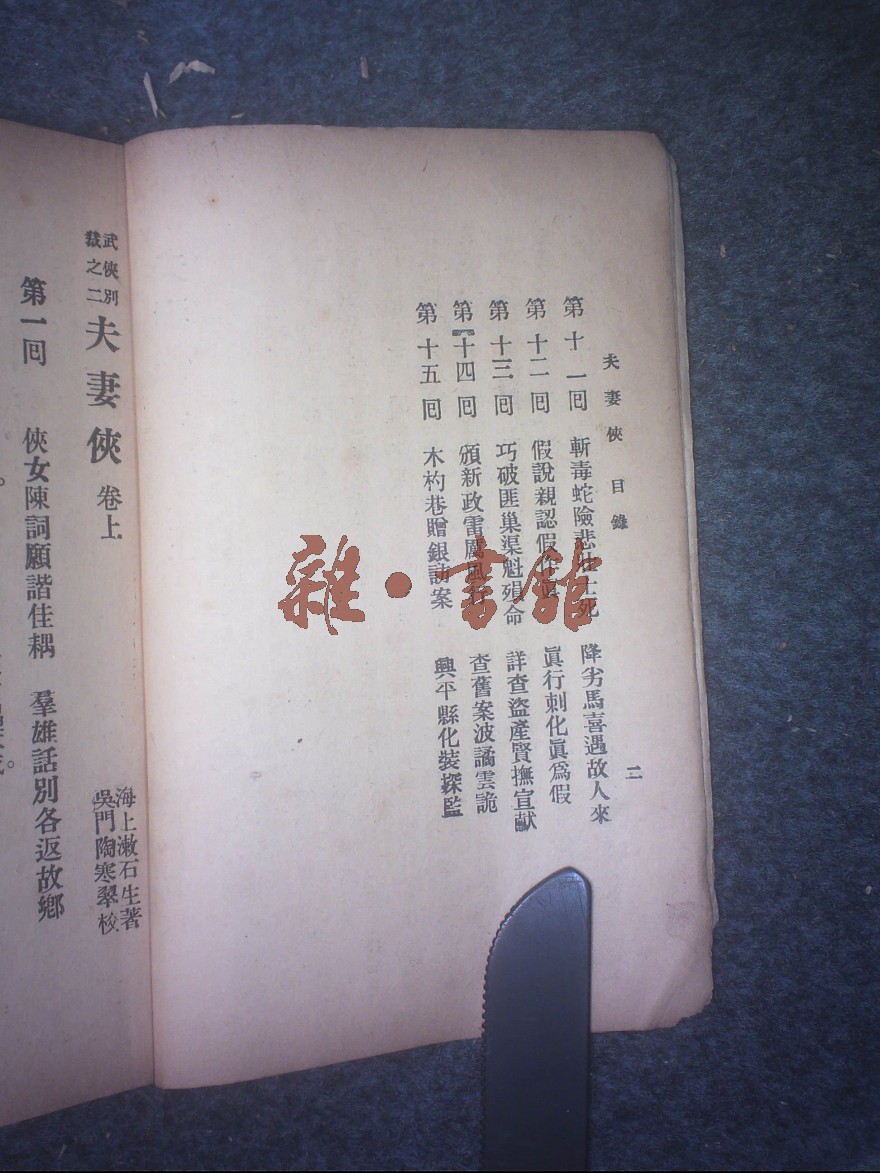 夫妻俠 目錄
二
第十一回 斬毒蛇險悲壯士死 降劣馬喜遇故人來
第十二回 假說親認假作眞 眞行刺化眞爲假
第十三回 巧破匪巢渠魁殞命 詳查盜產賢撫宣猷
第十四回 頒新政雷厲風行 查舊案波譎雲詭
第十五回 木杓巷贈銀訪案 興平縣化裝探監
武俠別裁之二 夫妻俠 卷上
海上漱石生著
吳門陶寒翠校
第一回 俠女陳詞願諧佳耦 羣雄話別各返故鄉
雜·書館